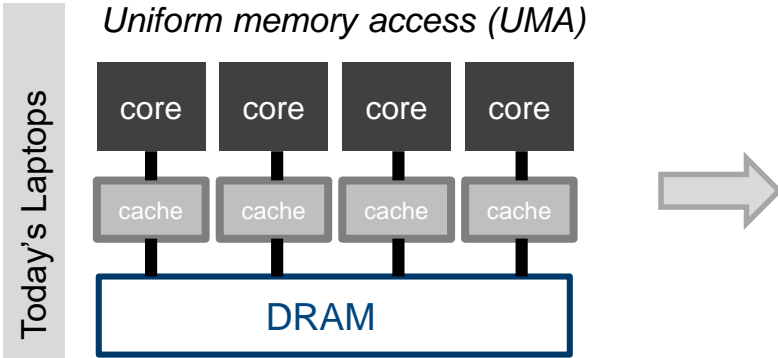 Uniform memory access (UMA)
Today's Laptops
core core core core
cache cache cache cache
DRAM